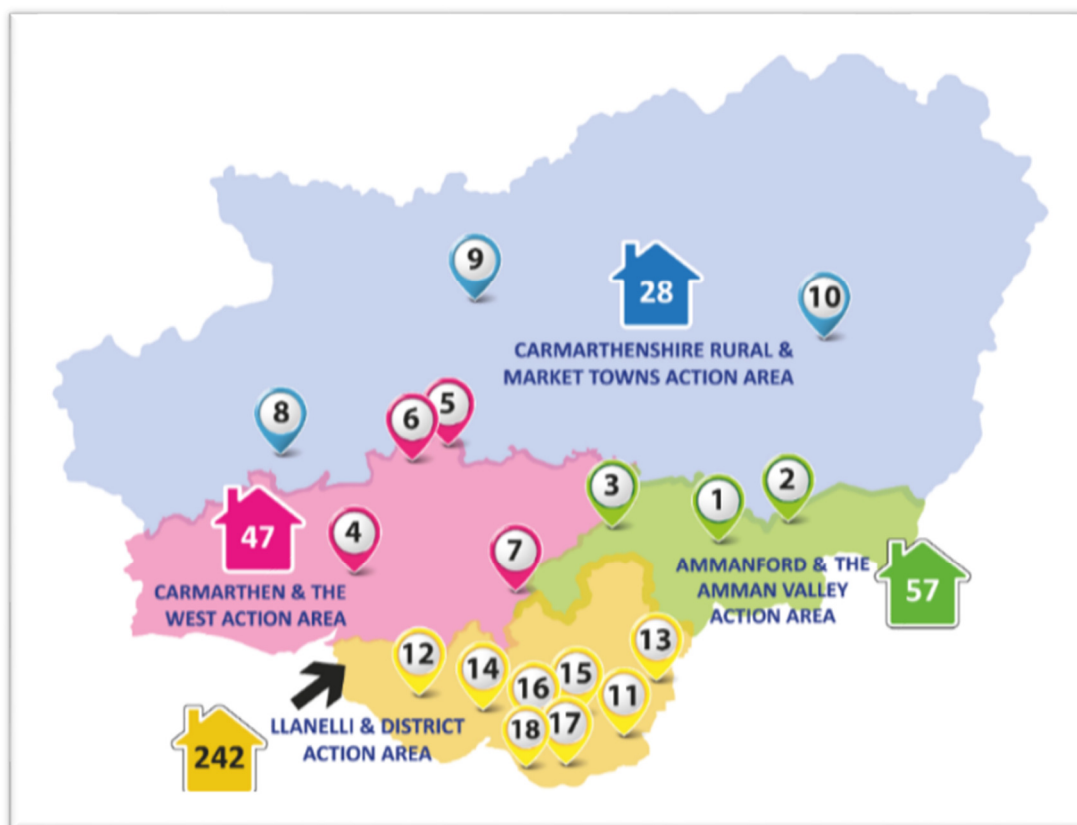 9
28
10
CARMARTHENSHIRE RURAL &
MARKET TOWNS ACTION AREA
5
6
8
3
1
2
47
4
7
CARMARTHEN & THE
WEST ACTION AREA
AMMANFORD & THE
AMMAN VALLEY
ACTION AREA
57
12
14
16
15
13
11
18
17
LLANELLI & DISTRICT
ACTION AREA
242